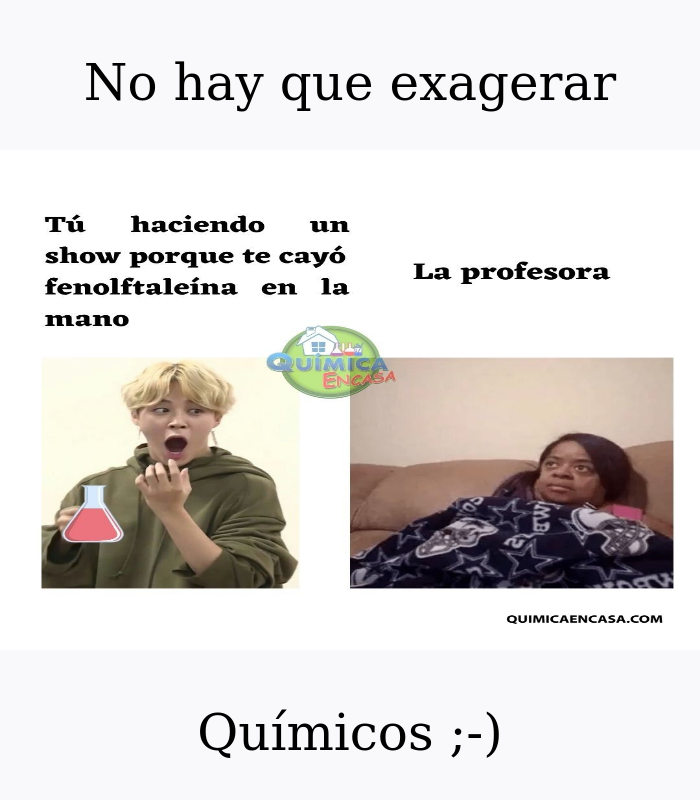 No hay que exagerar
Tú haciendo un
show porque te cayó
fenolftaleína en la
mano
La profesora
QUÍMICA
ENCASA
QUIMICAENCASA.COM
Químicos ;-)